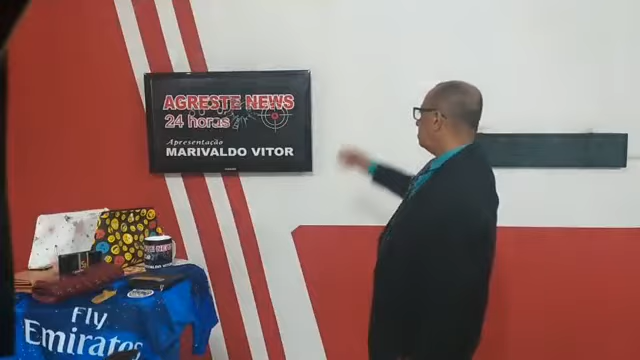 AGRESTE NEWS
24 horas
Apresentação
MARIVALDO VITOR
Fly
Emirates